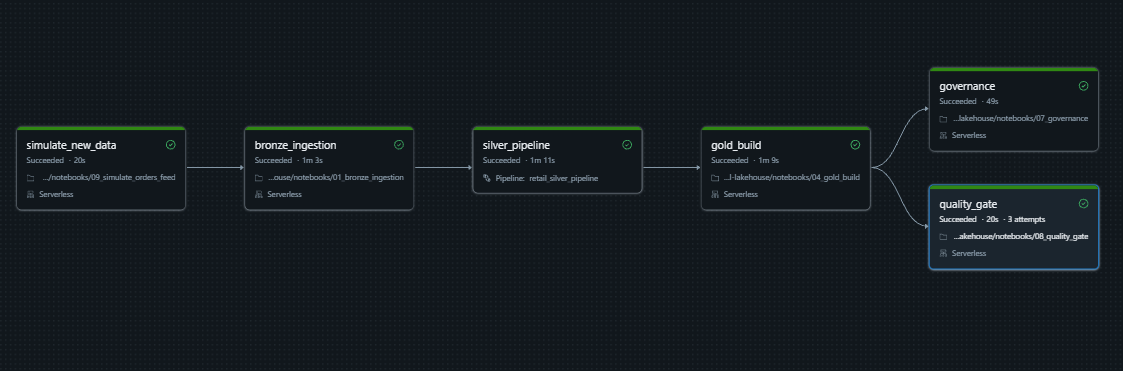 simulate_new_data
Succeeded · 20s
.../notebooks/09_simulate_orders_feed
Serverless
bronze_ingestion
Succeeded · 1m 3s
...ouse/notebooks/01_bronze_ingestion
Serverless
silver_pipeline
Succeeded · 1m 11s
Pipeline: retail_silver_pipeline
gold_build
Succeeded · 1m 9s
...l-lakehouse/notebooks/04_gold_build
Serverless
governance
Succeeded · 49s
...lakehouse/notebooks/07_governance
Serverless
quality_gate
Succeeded · 20s · 3 attempts
...akehouse/notebooks/08_quality_gate
Serverless